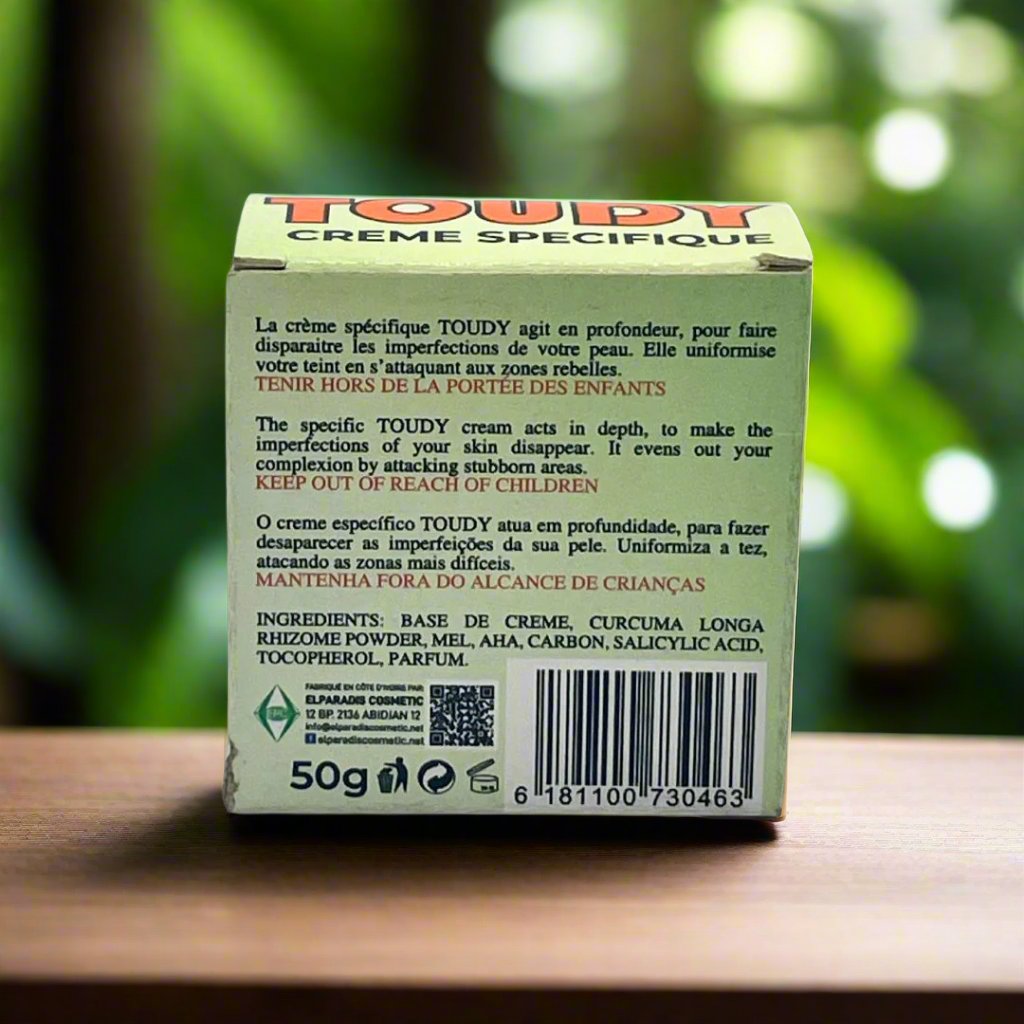 TOUDY
CREME SPECIFIQUE
La crème spécifique TOUDY agit en profondeur, pour faire
disparaitre les imperfections de votre peau. Elle uniformise
votre teint en s'attaquant aux zones rebelles.
TENIR HORS DE LA PORTÉE DES ENFANTS
The specific TOUDY cream acts in depth, to make the
imperfections of your skin disappear. It evens out your
complexion by attacking stubborn areas.
KEEP OUT OF REACH OF CHILDREN
O creme específico TOUDY atua em profundidade, para fazer
desaparecer as imperfeições da sua pele. Uniformiza a tez,
atacando as zonas mais difíceis.
MANTENHA FORA DO ALCANCE DE CRIANÇAS
INGREDIENTS: BASE DE CREME, CURCUMA LONGA
RHIZOME POWDER, MEL, AHA, CARBON, SALICYLIC ACID,
TOCOPHEROL, PARFUM.
FABRIQUÉ EN CÔTE D'IVOIRE PAR
ELPARADIS COSMETIC
12 BP. 2136 ABIDJAN 12
info@elparadiscosmetic.net
elparadiscosmetic.net
50g
6 181100 730463